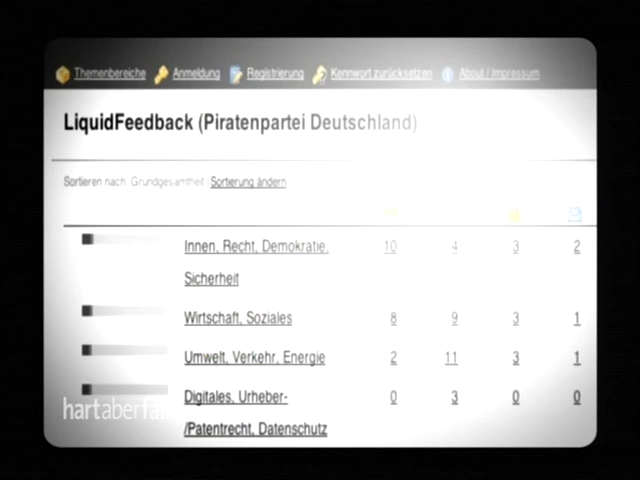 Themenbereiche Anmeldung Registrierung Kennwort zurücksetzen About / Impressum
LiquidFeedback (Piratenpartei Deutschland)
Sortieren nach Grundgesamtheit Sortierung ändern
Innen, Recht, Demokratie, 10 4 3 2
Sicherheit
Wirtschaft, Soziales 8 9 3 1
Umwelt, Verkehr, Energie 2 11 3 1
Digitales, Urheber- 0 3 0 0
hartaberfair
/Patentrecht, Datenschutz